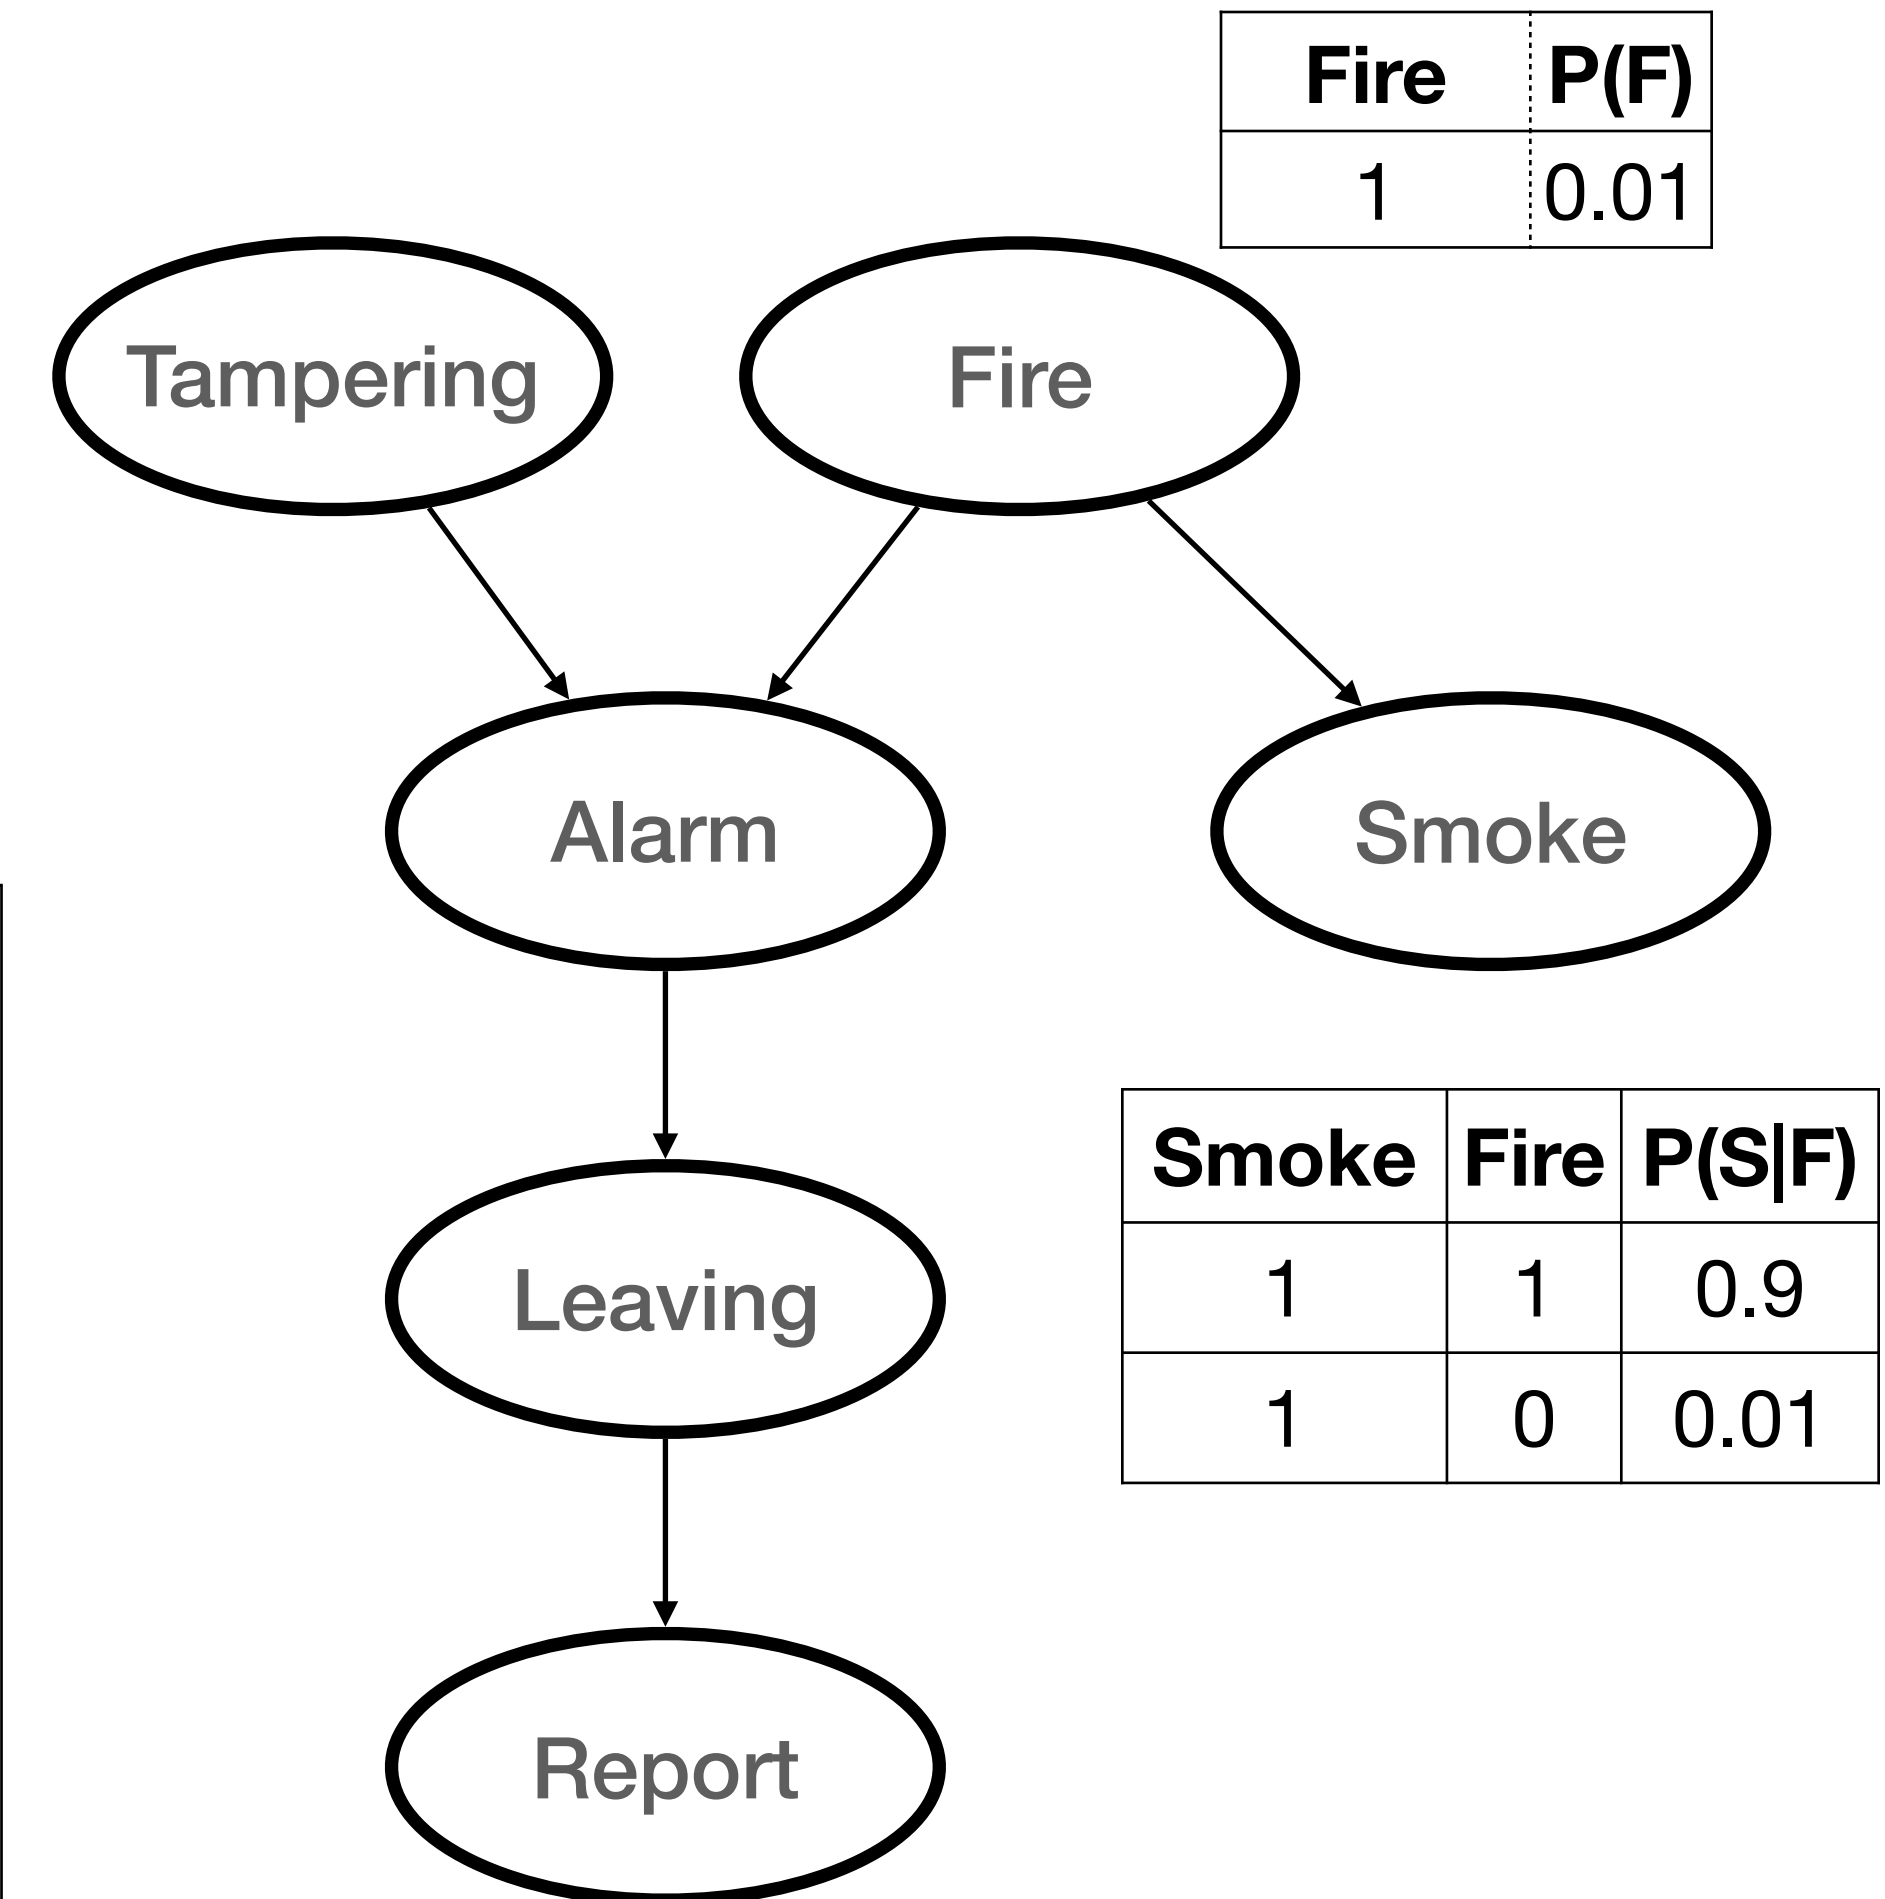 Fire P(F)
1 0.01
Tampering
Fire
Alarm
Smoke
Smoke Fire P(S|F)
1 1 0.9
1 0 0.01
Leaving
Report